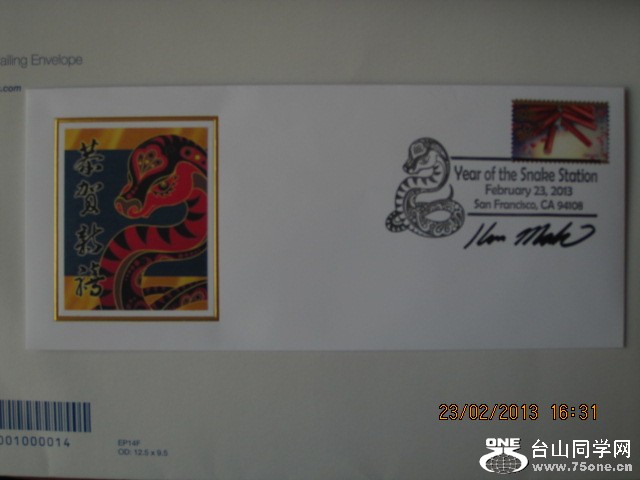 ailing Envelope
.com
恭
贺
新
禧
Year of the Snake Station
February 23, 2013
San Francisco, CA 94108
001000014
EP14F
OD: 12.5 x 9.5
23/02/2013 16:31
ONE
台山同学网
www.75one.cn